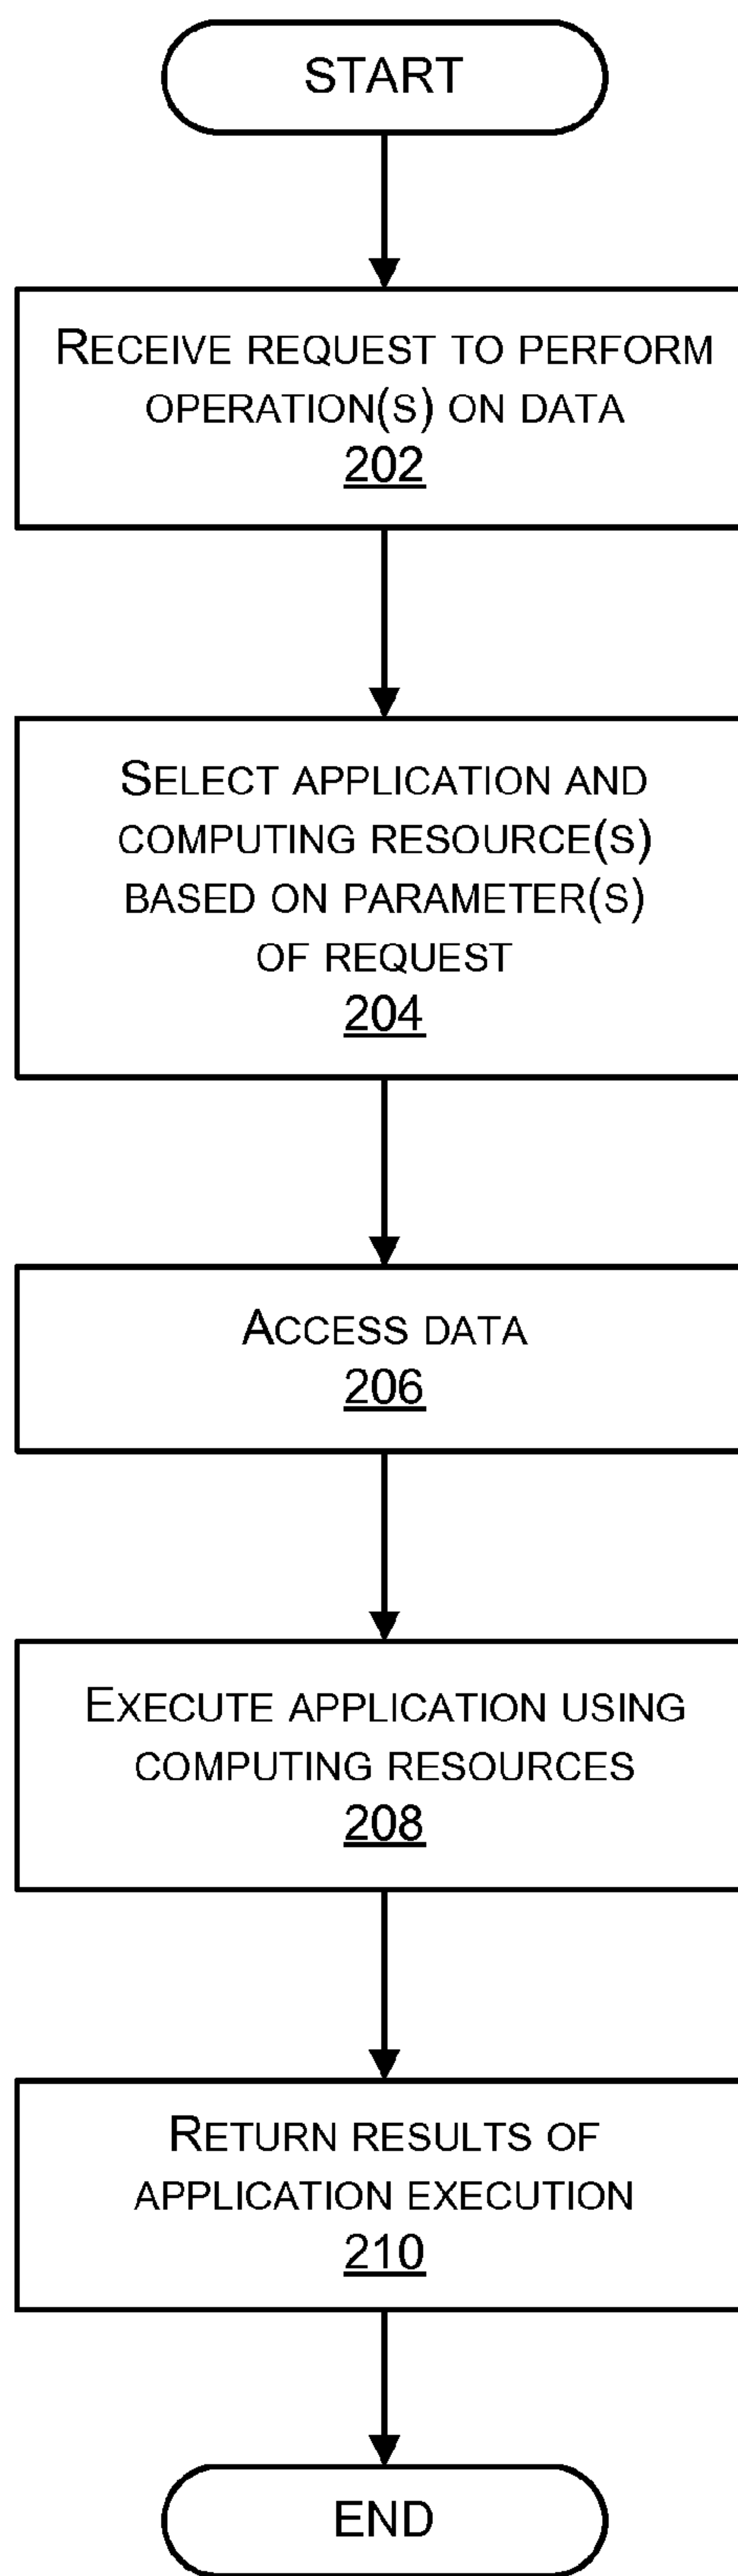 START
RECEIVE REQUEST TO PERFORM
OPERATION(S) ON DATA
202
SELECT APPLICATION AND
COMPUTING RESOURCE(S)
BASED ON PARAMETER(S)
OF REQUEST
204
ACCESS DATA
206
EXECUTE APPLICATION USING
COMPUTING RESOURCES
208
RETURN RESULTS OF
APPLICATION EXECUTION
210
END